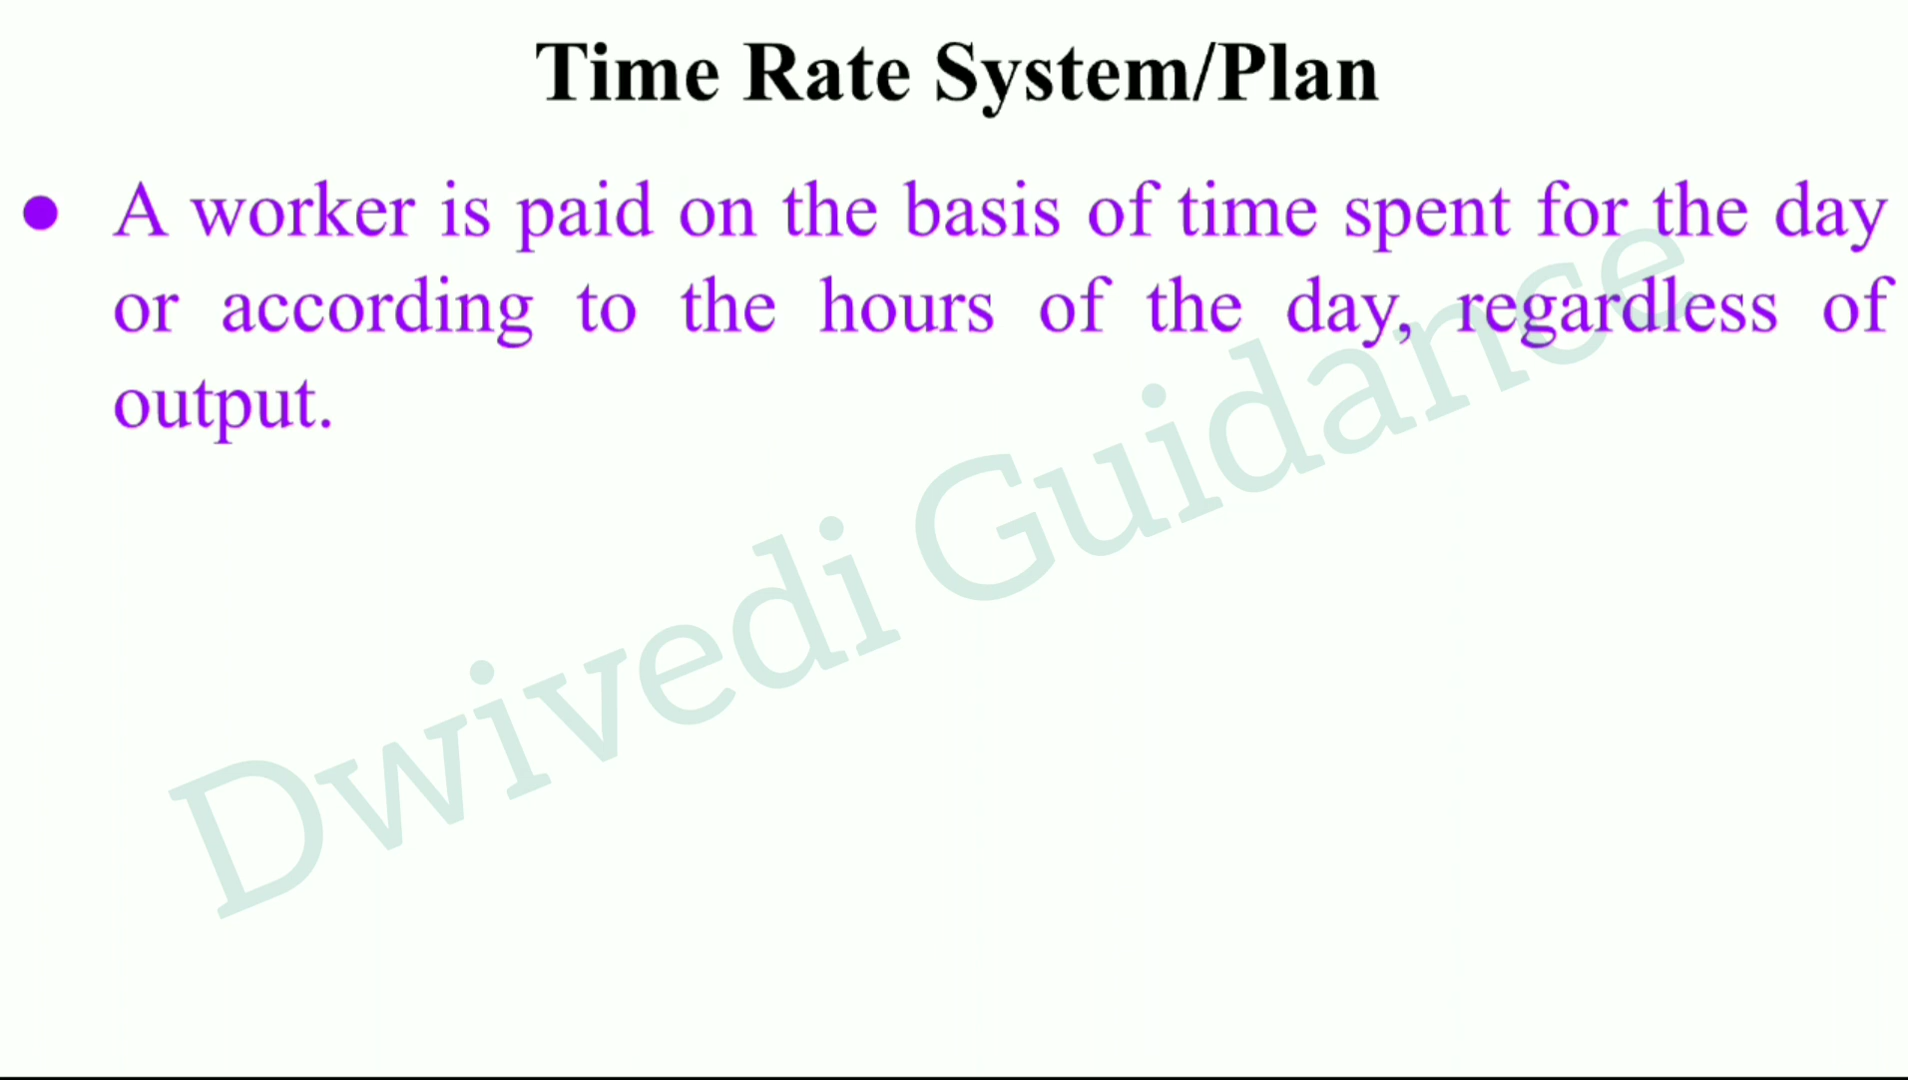 Time Rate System/Plan
● A worker is paid on the basis of time spent for the day
or according to the hours of the day, regardless of
output.
Dwivedi Guidance